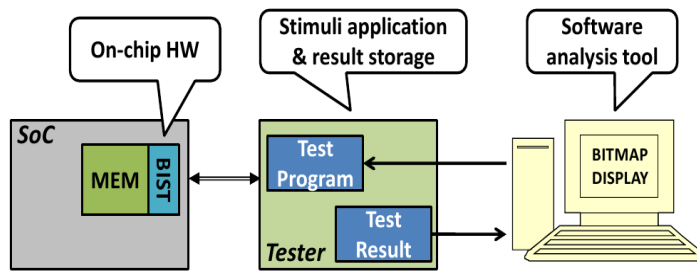 On-chip HW
Stimuli application
& result storage
Software
analysis tool
SoC
MEM
BIST
Test
Program
Test
Result
Tester
BITMAP
DISPLAY